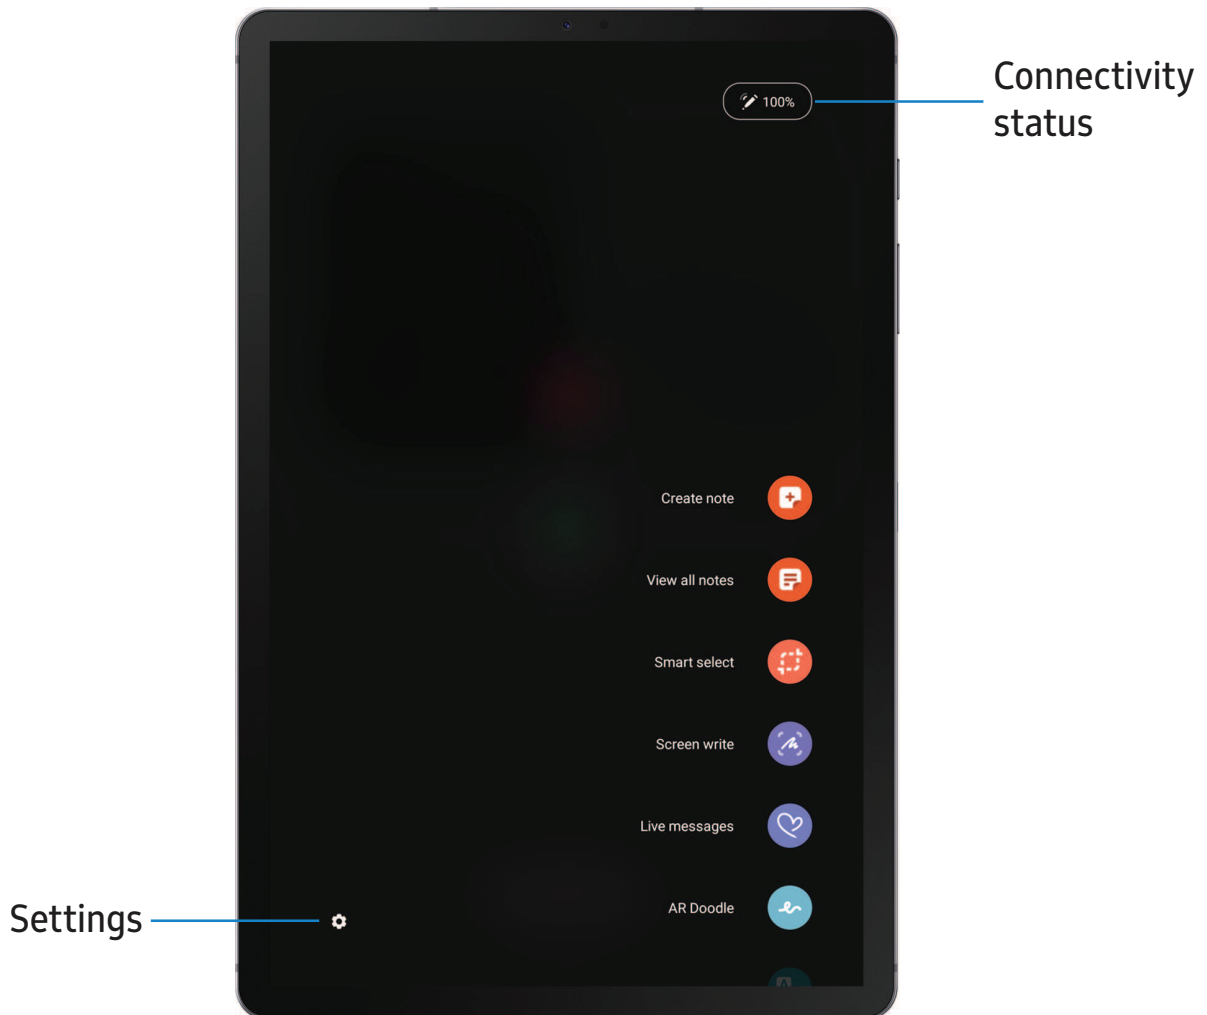 Connectivity
status
100%
Create note
View all notes
Smart select
Screen write
Live messages
AR Doodle
Settings